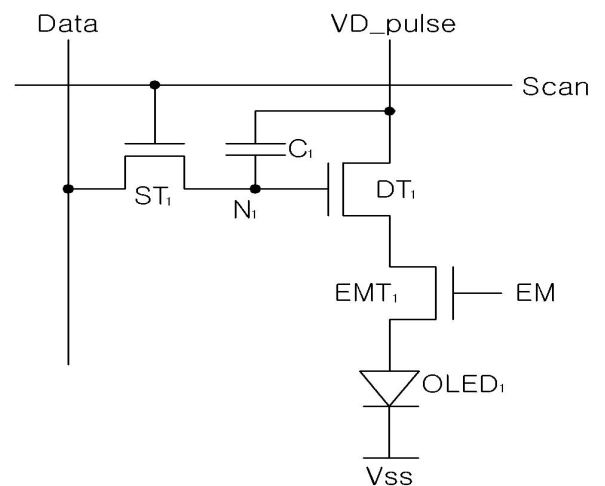 Data
VD_pulse
Scan
C₁
ST₁
DT₁
N₁
EMT₁
EM
OLED₁
Vss